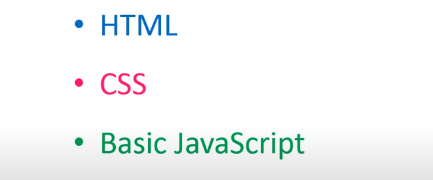 • HTML
• CSS
• Basic JavaScript